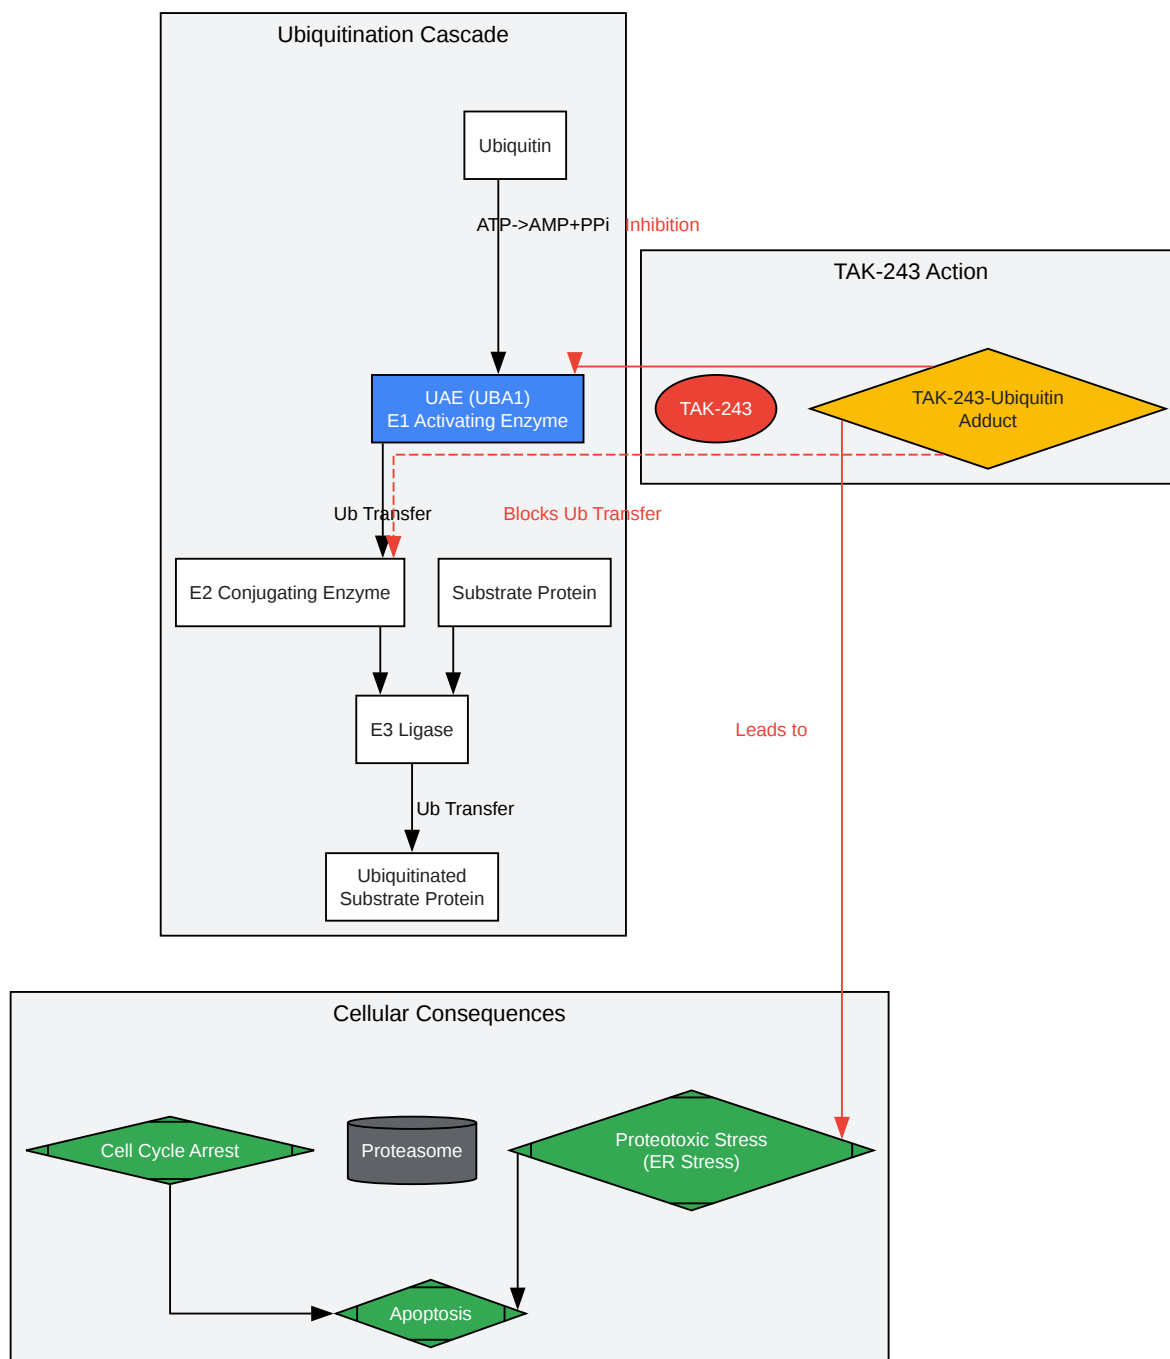 Ubiquitination Cascade
Ubiquitin
ATP->AMP+PPi
Inhibition
TAK-243 Action
UAE (UBA1)
E1 Activating Enzyme
TAK-243
TAK-243-Ubiquitin
Adduct
Ub Transfer
Blocks Ub Transfer
E2 Conjugating Enzyme
Substrate Protein
E3 Ligase
Leads to
Ub Transfer
Ubiquitinated
Substrate Protein
Cellular Consequences
Cell Cycle Arrest
Proteasome
Proteotoxic Stress
(ER Stress)
Apoptosis